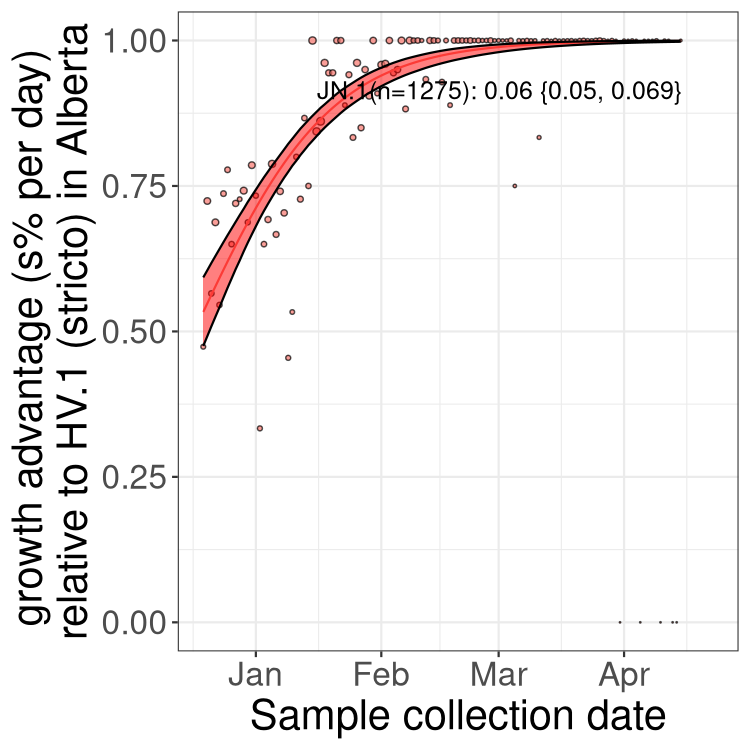 growth advantage (s% per day)
relative to HV.1 (stricto) in Alberta
1.00
0.75
0.50
0.25
0.00
JN.1(n=1275): 0.06 {0.05, 0.069}
Jan Feb Mar Apr
Sample collection date